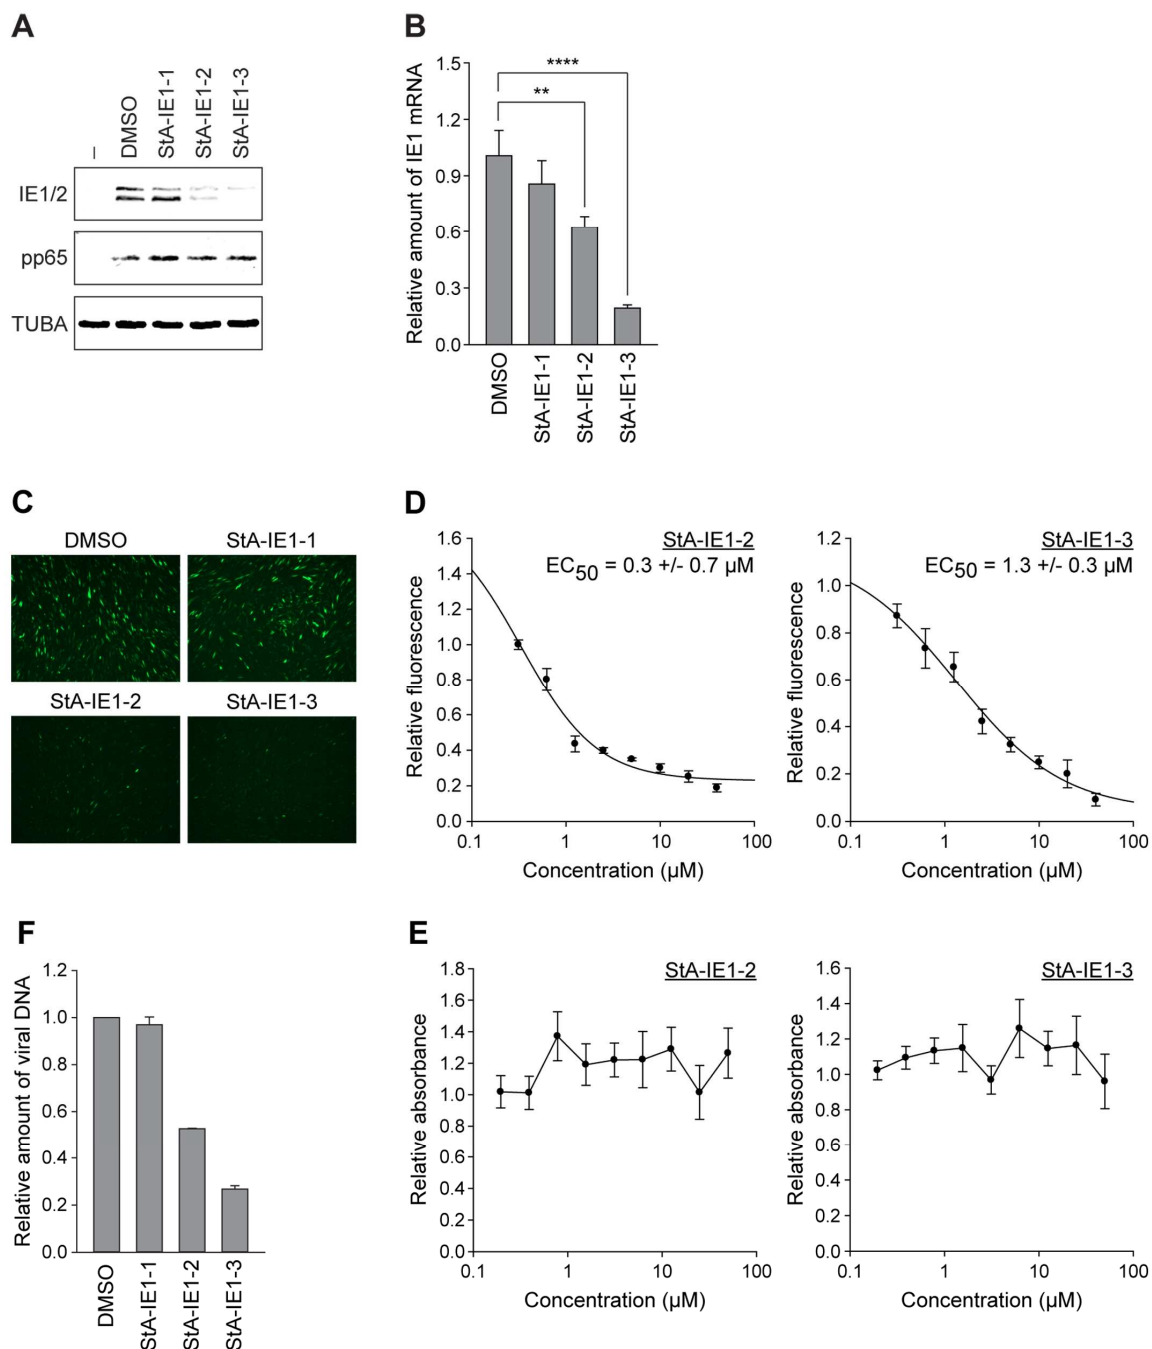 A
–
DMSO
StA-IE1-1
StA-IE1-2
StA-IE1-3
IE1/2
pp65
TUBA
B
Relative amount of IE1 mRNA
1.5
1.2
0.9
0.6
0.3
0.0
****
**
DMSO
StA-IE1-1
StA-IE1-2
StA-IE1-3
C
DMSO
StA-IE1-1
StA-IE1-2
StA-IE1-3
D
Relative fluorescence
1.6
1.4
1.2
1.0
0.8
0.6
0.4
0.2
0.0
StA-IE1-2
EC50 = 0.3 +/- 0.7 µM
0.1
1
10
100
Concentration (µM)
Relative fluorescence
1.2
1.0
0.8
0.6
0.4
0.2
0.0
StA-IE1-3
EC50 = 1.3 +/- 0.3 µM
0.1
1
10
100
Concentration (µM)
F
Relative amount of viral DNA
1.2
1.0
0.8
0.6
0.4
0.2
0.0
DMSO
StA-IE1-1
StA-IE1-2
StA-IE1-3
E
Relative absorbance
1.8
1.6
1.4
1.2
1.0
0.8
0.6
0.4
0.2
0.0
StA-IE1-2
0.1
1
10
100
Concentration (µM)
Relative absorbance
1.6
1.4
1.2
1.0
0.8
0.6
0.4
0.2
0.0
StA-IE1-3
0.1
1
10
100
Concentration (µM)